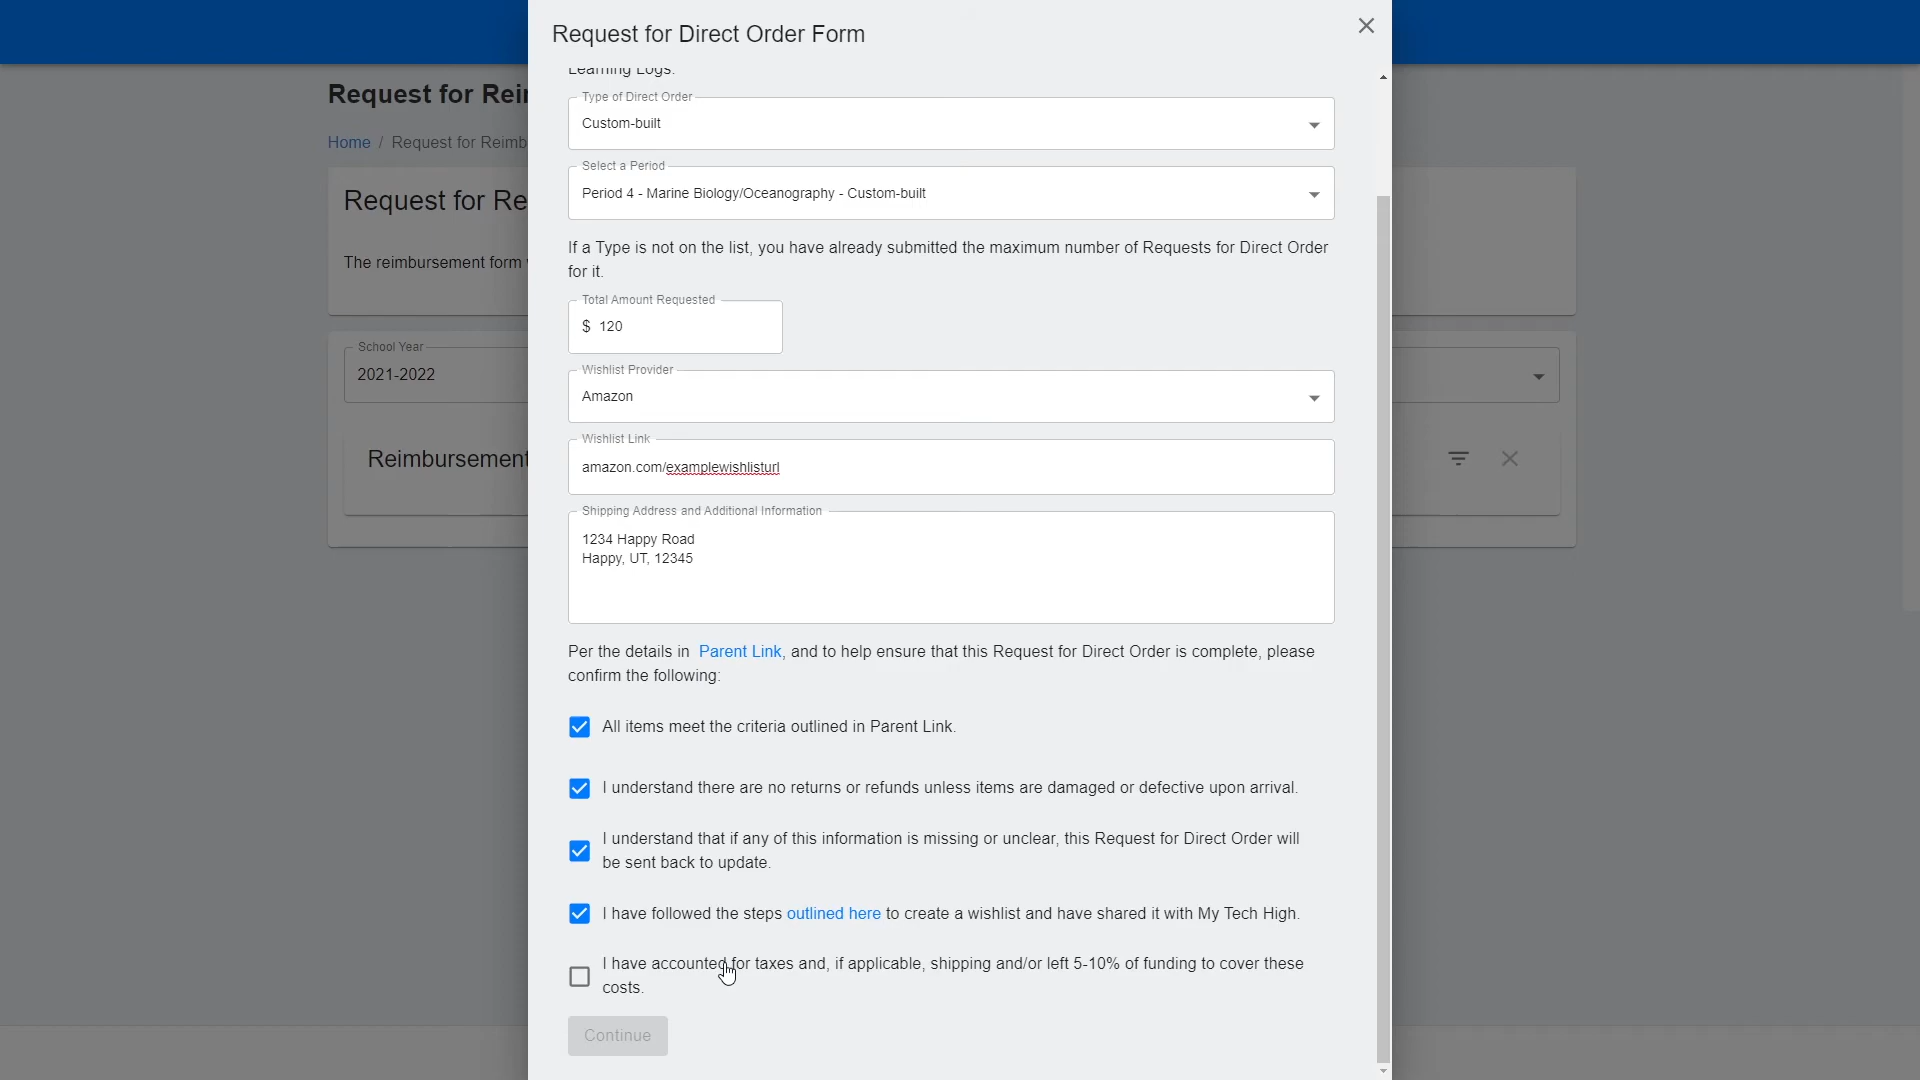 Request for Direct Order Form
Learning Logs.
Request for Rei
Home / Request for Reimb
Request for Re
The reimbursement form
School Year
2021-2022
Reimbursement
Type of Direct Order
Custom-built
Select a Period
Period 4 - Marine Biology/Oceanography - Custom-built
If a Type is not on the list, you have already submitted the maximum number of Requests for Direct Order
for it.
Total Amount Requested
$ 120
Wishlist Provider
Amazon
Wishlist Link
amazon.com/examplewishlisturl
Shipping Address and Additional Information
1234 Happy Road
Happy, UT, 12345
Per the details in Parent Link, and to help ensure that this Request for Direct Order is complete, please
confirm the following:
All items meet the criteria outlined in Parent Link.
I understand there are no returns or refunds unless items are damaged or defective upon arrival.
I understand that if any of this information is missing or unclear, this Request for Direct Order will
be sent back to update.
I have followed the steps outlined here to create a wishlist and have shared it with My Tech High.
I have accounted for taxes and, if applicable, shipping and/or left 5-10% of funding to cover these
costs.
Continue